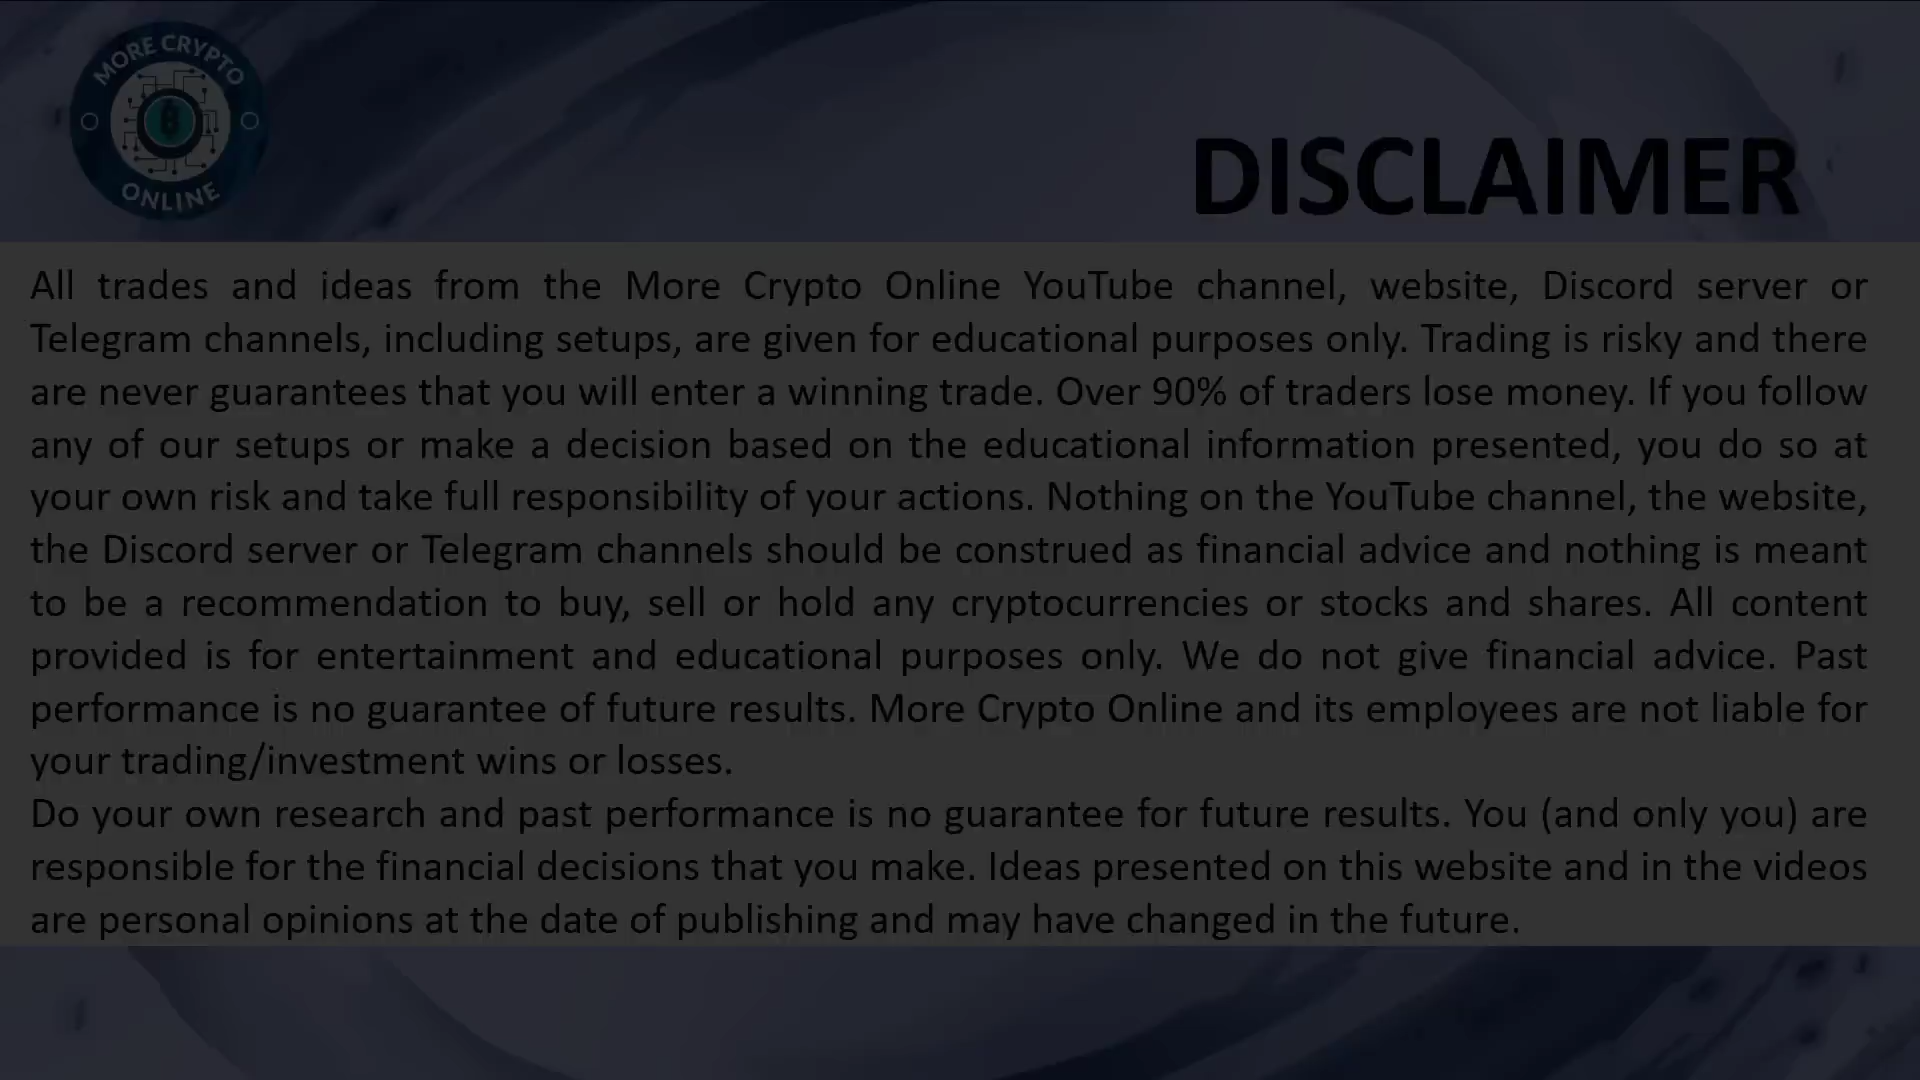 MORE CRYPTO
ONLINE
DISCLAIMER
All trades and ideas from the More Crypto Online YouTube channel, website, Discord server or
Telegram channels, including setups, are given for educational purposes only. Trading is risky and there
are never guarantees that you will enter a winning trade. Over 90% of traders lose money. If you follow
any of our setups or make a decision based on the educational information presented, you do so at
your own risk and take full responsibility of your actions. Nothing on the YouTube channel, the website,
the Discord server or Telegram channels should be construed as financial advice and nothing is meant
to be a recommendation to buy, sell or hold any cryptocurrencies or stocks and shares. All content
provided is for entertainment and educational purposes only. We do not give financial advice. Past
performance is no guarantee of future results. More Crypto Online and its employees are not liable for
your trading/investment wins or losses.
Do your own research and past performance is no guarantee for future results. You (and only you) are
responsible for the financial decisions that you make. Ideas presented on this website and in the videos
are personal opinions at the date of publishing and may have changed in the future.